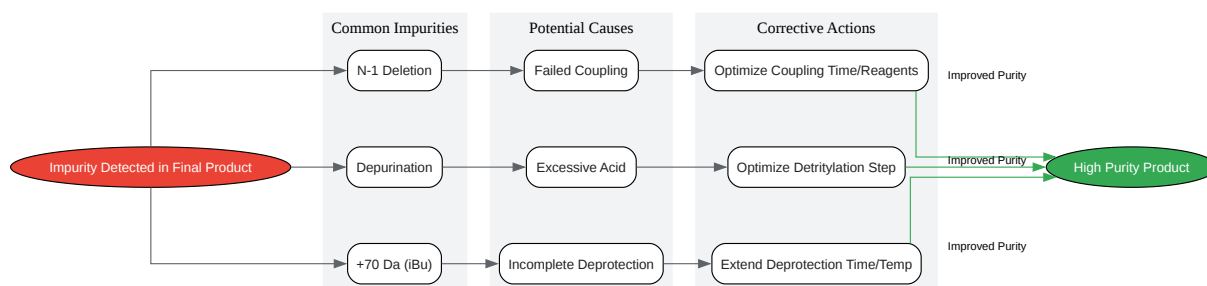 Common Impurities
Potential Causes
Corrective Actions
N-1 Deletion
Failed Coupling
Optimize Coupling Time/Reagents
Improved Purity
Impurity Detected in Final Product
Depurination
Excessive Acid
Optimize Detritylation Step
Improved Purity
High Purity Product
+70 Da (iBu)
Incomplete Deprotection
Extend Deprotection Time/Temp
Improved Purity